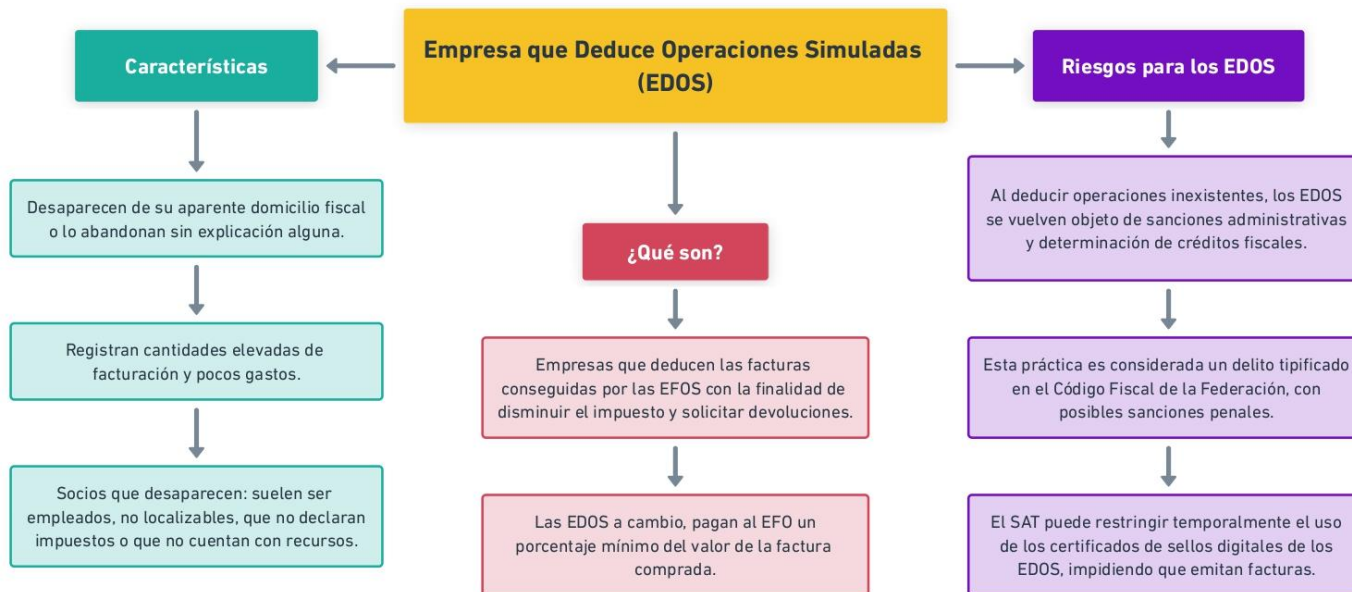 Empresa que Deduce Operaciones Simuladas
(EDOS)
Características
Desaparecen de su aparente domicilio fiscal
o lo abandonan sin explicación alguna.
Registran cantidades elevadas de
facturación y pocos gastos.
Socios que desaparecen: suelen ser
empleados, no localizables, que no declaran
impuestos o que no cuentan con recursos.
¿Qué son?
Empresas que deducen las facturas
conseguidas por las EFOS con la finalidad de
disminuir el impuesto y solicitar devoluciones.
Las EDOS a cambio, pagan al EFO un
porcentaje mínimo del valor de la factura
comprada.
Riesgos para los EDOS
Al deducir operaciones inexistentes, los EDOS
se vuelven objeto de sanciones administrativas
y determinación de créditos fiscales.
Esta práctica es considerada un delito tipificado
en el Código Fiscal de la Federación, con
posibles sanciones penales.
El SAT puede restringir temporalmente el uso
de los certificados de sellos digitales de los
EDOS, impidiendo que emitan facturas.